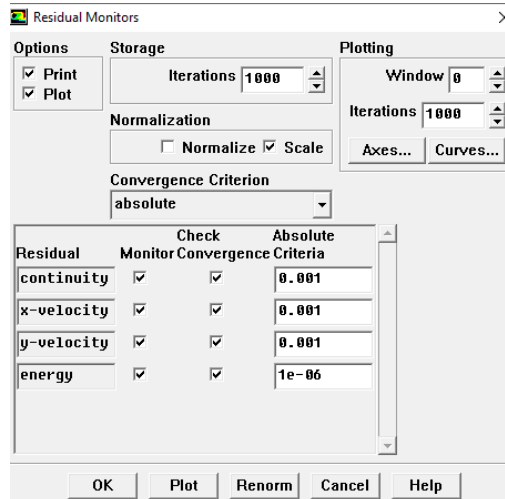 Residual Monitors
Options
Print
Plot
Storage
Iterations 1000
Normalization
Normalize Scale
Convergence Criterion
absolute
Plotting
Window 0
Iterations 1000
Axes... Curves...
Check Absolute
Residual Monitor Convergence Criteria
continuity 0.001
x-velocity 0.001
y-velocity 0.001
energy 1e-06
OK Plot Renorm Cancel Help